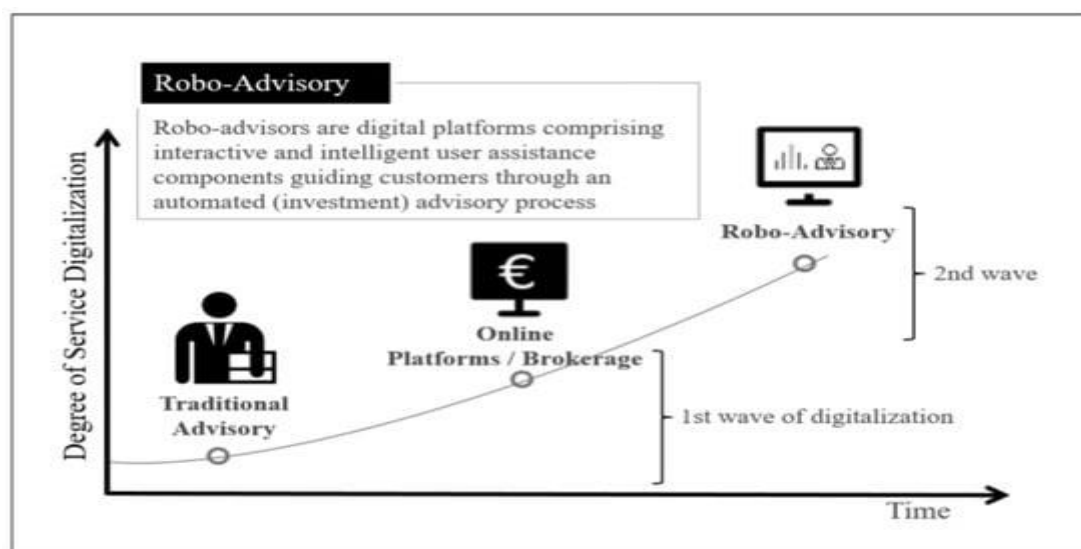 Robo-Advisory
Robo-advisors are digital platforms comprising
interactive and intelligent user assistance
components guiding customers through an
automated (investment) advisory process
Degree of Service Digitalization
Robo-Advisory
2nd wave
€
Online
Platforms / Brokerage
1st wave of digitalization
Traditional
Advisory
Time